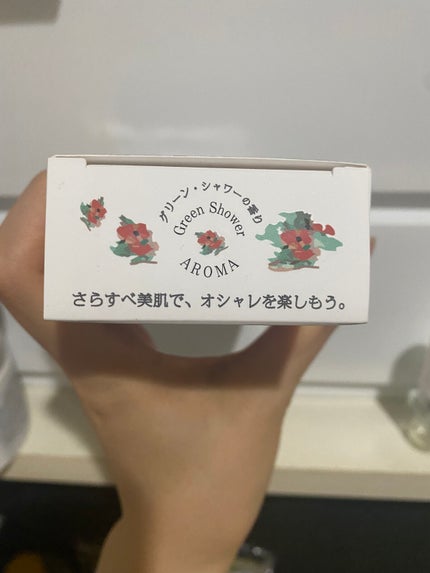 グリーン・シャワーの香り
Green Shower
AROMA
さらすべ美肌で、オシャレを楽しもう。